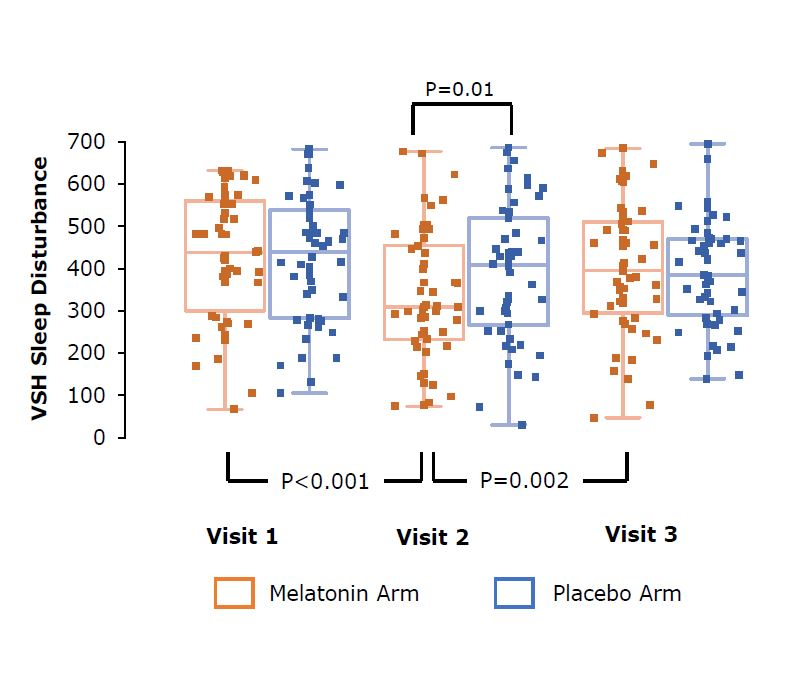 P=0.01
VSH Sleep Disturbance
700
600
500
400
300
200
100
0
P<0.001
P=0.002
Visit 1
Visit 2
Visit 3
Melatonin Arm
Placebo Arm